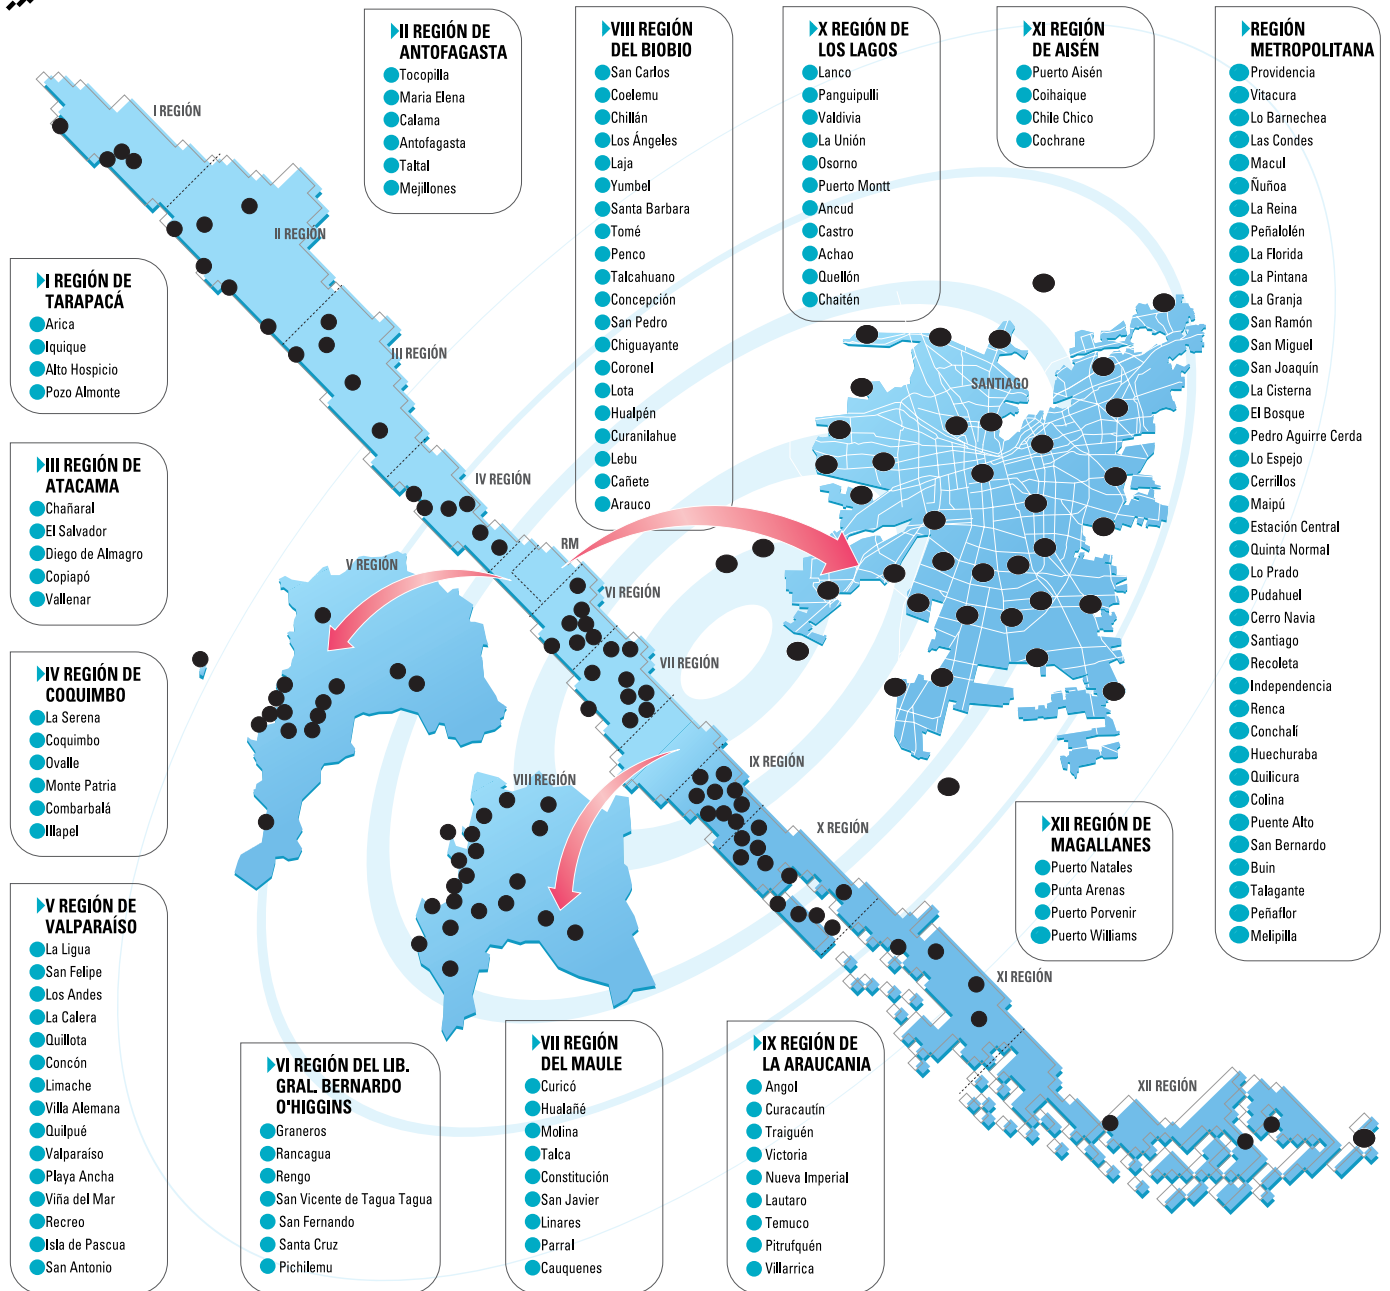 II REGIÓN DE
ANTOFAGASTA
Tocopilla
Maria Elena
Calama
Antofagasta
Taltal
Mejillones
VIII REGIÓN
DEL BIOBIO
San Carlos
Coelemu
Chillán
Los Ángeles
Laja
Yumbel
Santa Barbara
Tomé
Penco
Talcahuano
Concepción
San Pedro
Chiguayante
Coronel
Lota
Hualpén
Curanilahue
Lebu
Cañete
Arauco
X REGIÓN DE
LOS LAGOS
Lanco
Panguipulli
Valdivia
La Unión
Osorno
Puerto Montt
Ancud
Castro
Achao
Quellón
Chaitén
XI REGIÓN
DE AISÉN
Puerto Aisén
Coihaique
Chile Chico
Cochrane
REGIÓN
METROPOLITANA
Providencia
Vitacura
Lo Barnechea
Las Condes
Macul
Ñuñoa
La Reina
Peñalolén
La Florida
La Pintana
La Granja
San Ramón
San Miguel
San Joaquín
La Cisterna
El Bosque
Pedro Aguirre Cerda
Lo Espejo
Cerrillos
Maipú
Estación Central
Quinta Normal
Lo Prado
Pudahuel
Cerro Navia
Santiago
Recoleta
Independencia
Renca
Conchalí
Huechuraba
Quilicura
Colina
Puente Alto
San Bernardo
Buin
Talagante
Peñaflor
Melipilla
I REGIÓN
II REGIÓN
III REGIÓN
IV REGIÓN
RM
V REGIÓN
VI REGIÓN
VII REGIÓN
VIII REGIÓN
IX REGIÓN
X REGIÓN
XI REGIÓN
XII REGIÓN
SANTIAGO
I REGIÓN DE
TARAPACÁ
Arica
Iquique
Alto Hospicio
Pozo Almonte
III REGIÓN DE
ATACAMA
Chañaral
El Salvador
Diego de Almagro
Copiapó
Vallenar
IV REGIÓN DE
COQUIMBO
La Serena
Coquimbo
Ovalle
Monte Patria
Combarbalá
Illapel
V REGIÓN DE
VALPARAÍSO
La Ligua
San Felipe
Los Andes
La Calera
Quillota
Concón
Limache
Villa Alemana
Quilpué
Valparaíso
Playa Ancha
Viña del Mar
Recreo
Isla de Pascua
San Antonio
VI REGIÓN DEL LIB.
GRAL. BERNARDO
O'HIGGINS
Graneros
Rancagua
Rengo
San Vicente de Tagua Tagua
San Fernando
Santa Cruz
Pichilemu
VII REGIÓN
DEL MAULE
Curicó
Hualañé
Molina
Talca
Constitución
San Javier
Linares
Parral
Cauquenes
IX REGIÓN DE
LA ARAUCANIA
Angol
Curacautín
Traiguén
Victoria
Nueva Imperial
Lautaro
Temuco
Pitrufquén
Villarrica
XII REGIÓN DE
MAGALLANES
Puerto Natales
Punta Arenas
Puerto Porvenir
Puerto Williams